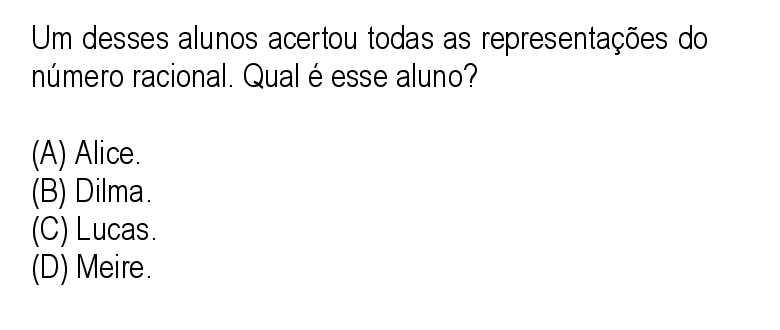 Um desses alunos acertou todas as representações do
número racional. Qual é esse aluno?
(A) Alice.
(B) Dilma.
(C) Lucas.
(D) Meire.